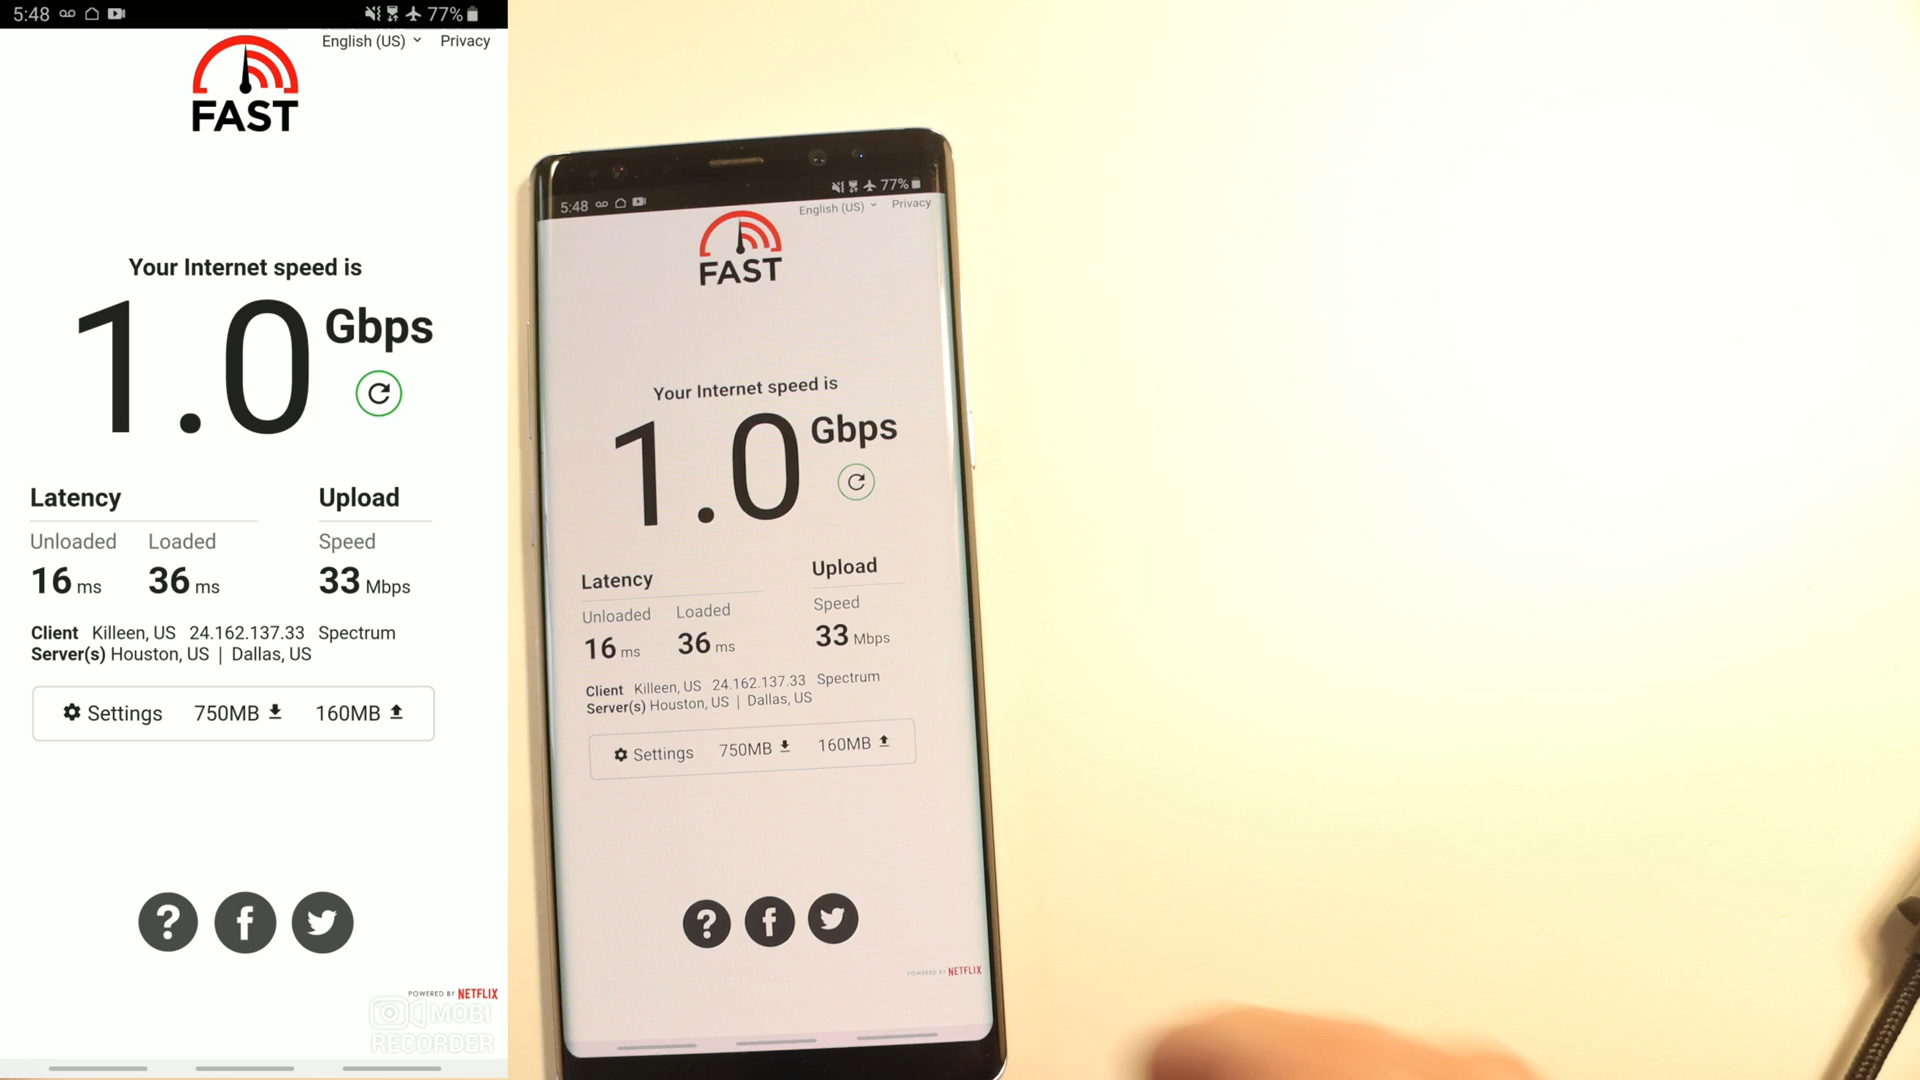 5:48 77%
English (US) Privacy
FAST
Your Internet speed is
1.0 Gbps
Latency Upload
Unloaded Loaded Speed
16 ms 36 ms 33 Mbps
Client Killeen, US 24.162.137.33 Spectrum
Server(s) Houston, US | Dallas, US
Settings 750MB 160MB
POWERED BY NETFLIX
MOBI
RECORDER
5:48 77%
English (US) Privacy
FAST
Your Internet speed is
1.0 Gbps
Latency Upload
Unloaded Loaded Speed
16 ms 36 ms 33 Mbps
Client Killeen, US 24.162.137.33 Spectrum
Server(s) Houston, US | Dallas, US
Settings 750MB 160MB
POWERED BY NETFLIX